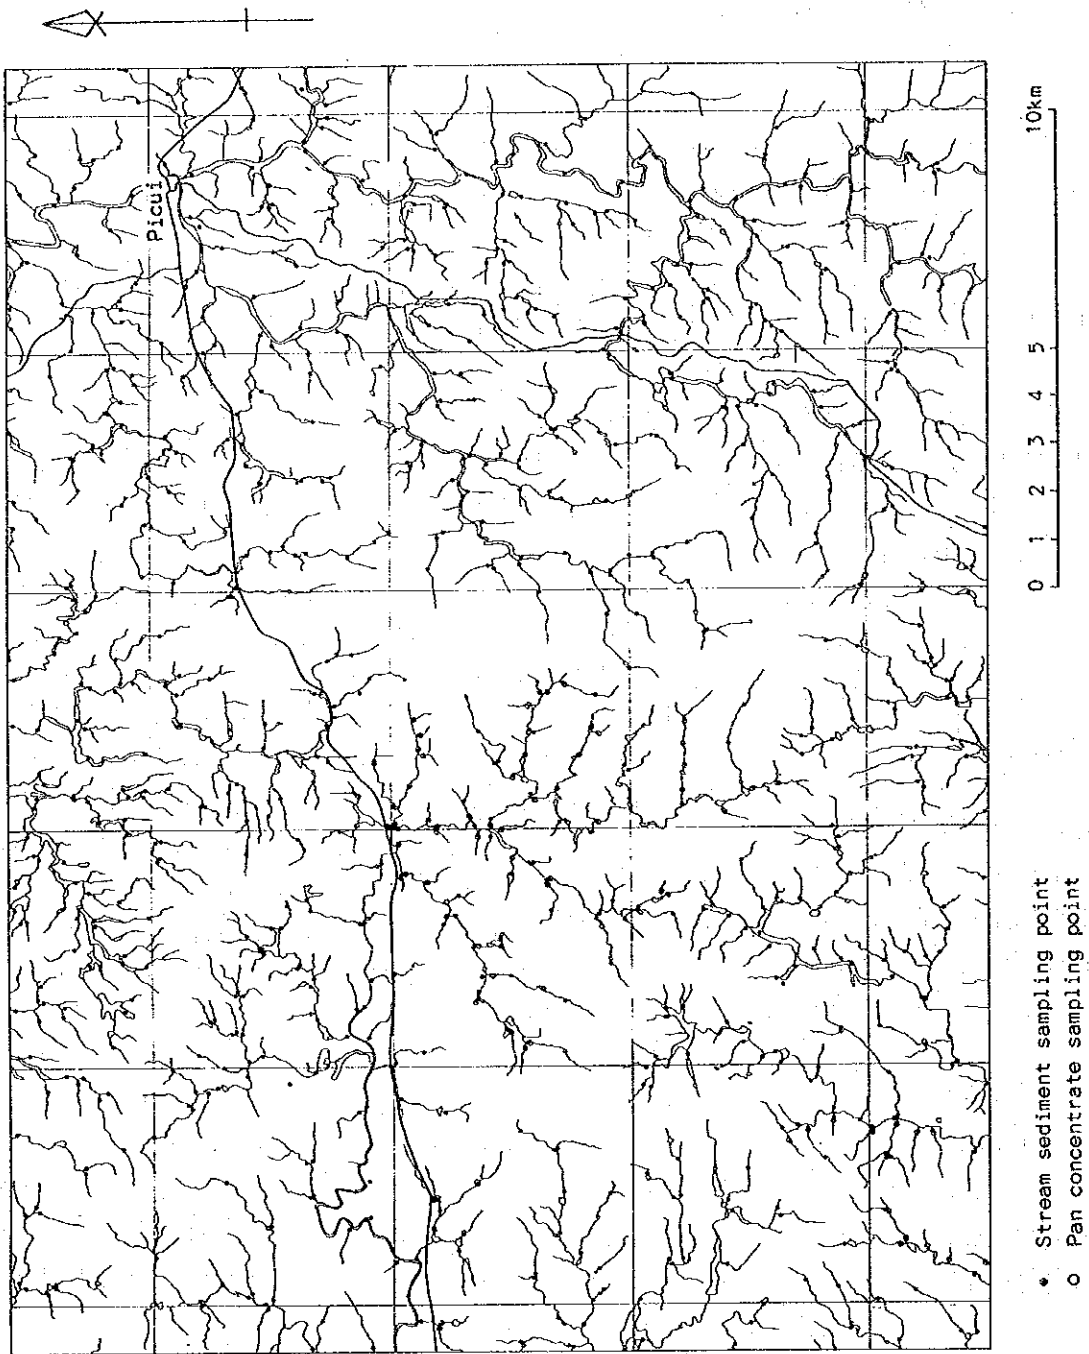 Picui
0 1 2 3 4 5 10km
• Stream sediment sampling point
o Pan concentrate sampling point